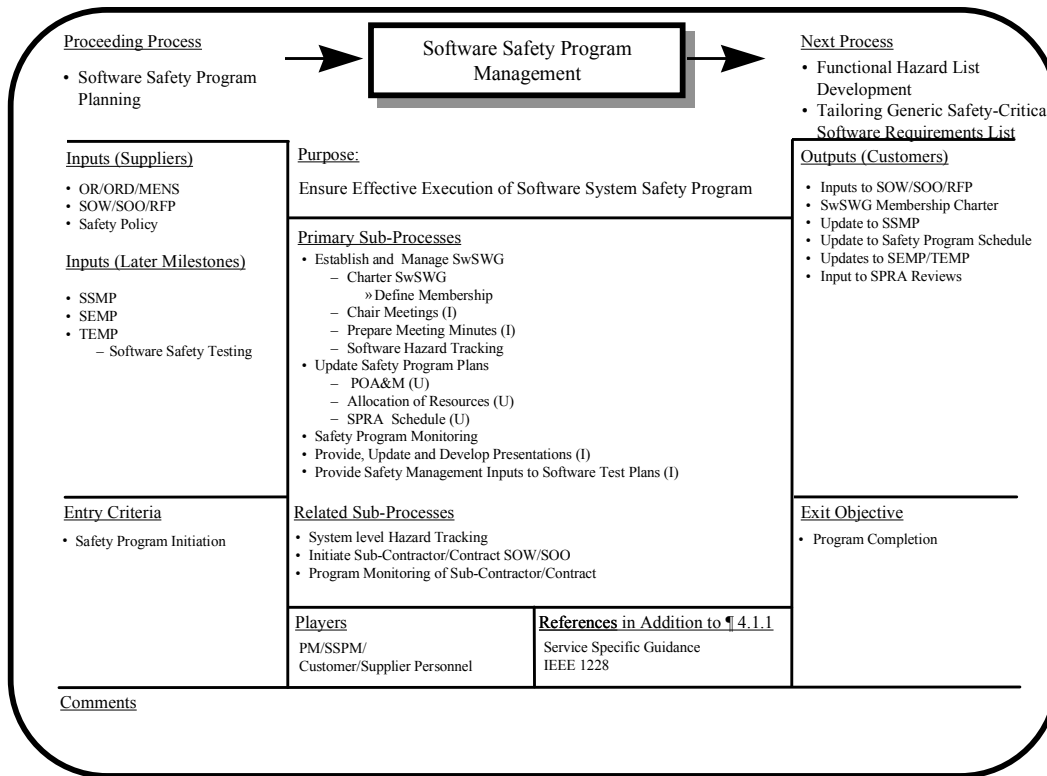 Proceeding Process
• Software Safety Program
Planning
Software Safety Program
Management
Next Process
• Functional Hazard List
Development
• Tailoring Generic Safety-Critica
Software Requirements List
Inputs (Suppliers)
• OR/ORD/MENS
• SOW/SOO/RFP
• Safety Policy
Inputs (Later Milestones)
• SSMP
• SEMP
• TEMP
– Software Safety Testing
Purpose:
Ensure Effective Execution of Software System Safety Program
Primary Sub-Processes
• Establish and Manage SwSWG
– Charter SwSWG
» Define Membership
– Chair Meetings (I)
– Prepare Meeting Minutes (I)
– Software Hazard Tracking
• Update Safety Program Plans
– POA&M (U)
– Allocation of Resources (U)
– SPRA Schedule (U)
• Safety Program Monitoring
• Provide, Update and Develop Presentations (I)
• Provide Safety Management Inputs to Software Test Plans (I)
Outputs (Customers)
• Inputs to SOW/SOO/RFP
• SwSWG Membership Charter
• Update to SSMP
• Update to Safety Program Schedule
• Updates to SEMP/TEMP
• Input to SPRA Reviews
Entry Criteria
• Safety Program Initiation
Related Sub-Processes
• System level Hazard Tracking
• Initiate Sub-Contractor/Contract SOW/SOO
• Program Monitoring of Sub-Contractor/Contract
Exit Objective
• Program Completion
Players
PM/SSPM/
Customer/Supplier Personnel
References in Addition to ¶ 4.1.1
Service Specific Guidance
IEEE 1228
Comments